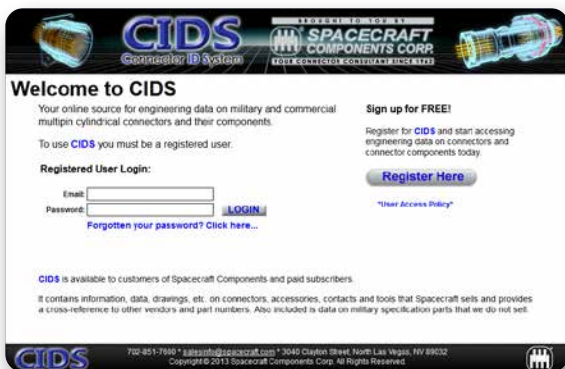 CIDS
Connector ID System
BROUGHT TO YOU BY
SPACECRAFT
COMPONENTS CORP.
YOUR CONNECTOR CONSULTANT SINCE 1962
Welcome to CIDS
Your online source for engineering data on military and commercial
multipin cylindrical connectors and their components.
To use CIDS you must be a registered user.
Registered User Login:
Email:
Password:
LOGIN
Forgotten your password? Click here...
Sign up for FREE!
Register for CIDS and start accessing
engineering data on connectors and
connector components today.
Register Here
*User Access Policy*
CIDS is available to customers of Spacecraft Components and paid subscribers.
It contains information, data, drawings, etc. on connectors, accessories, contacts and tools that Spacecraft sells and provides
a cross-reference to other vendors and part numbers. Also included is data on military specification parts that we do not sell.
CIDS
702-851-7600 * salesinfo@spacecraft.com * 3040 Clayton Street, North Las Vegas, NV 89032
Copyright © 2013 Spacecraft Components Corp. All Rights Reserved.